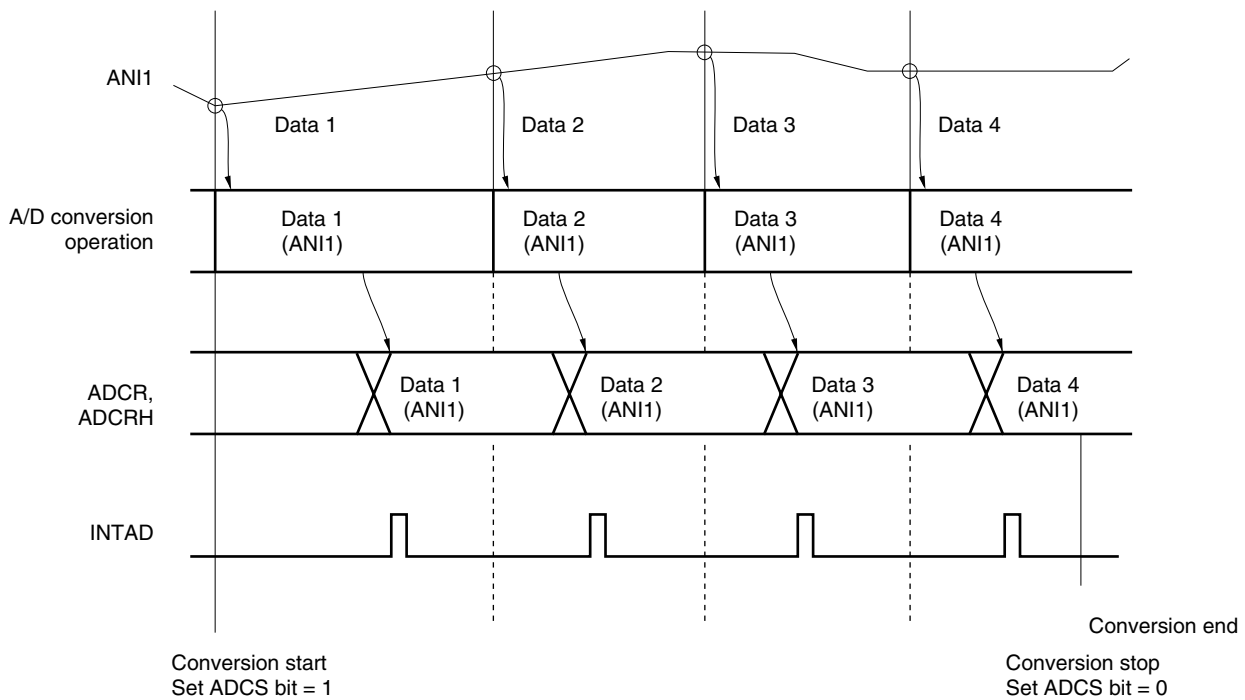 ANI1
Data 1
Data 2
Data 3
Data 4
A/D conversion
operation
Data 1
(ANI1)
Data 2
(ANI1)
Data 3
(ANI1)
Data 4
(ANI1)
ADCR,
ADCRH
Data 1
(ANI1)
Data 2
(ANI1)
Data 3
(ANI1)
Data 4
(ANI1)
INTAD
Conversion end
Conversion start
Set ADCS bit = 1
Conversion stop
Set ADCS bit = 0